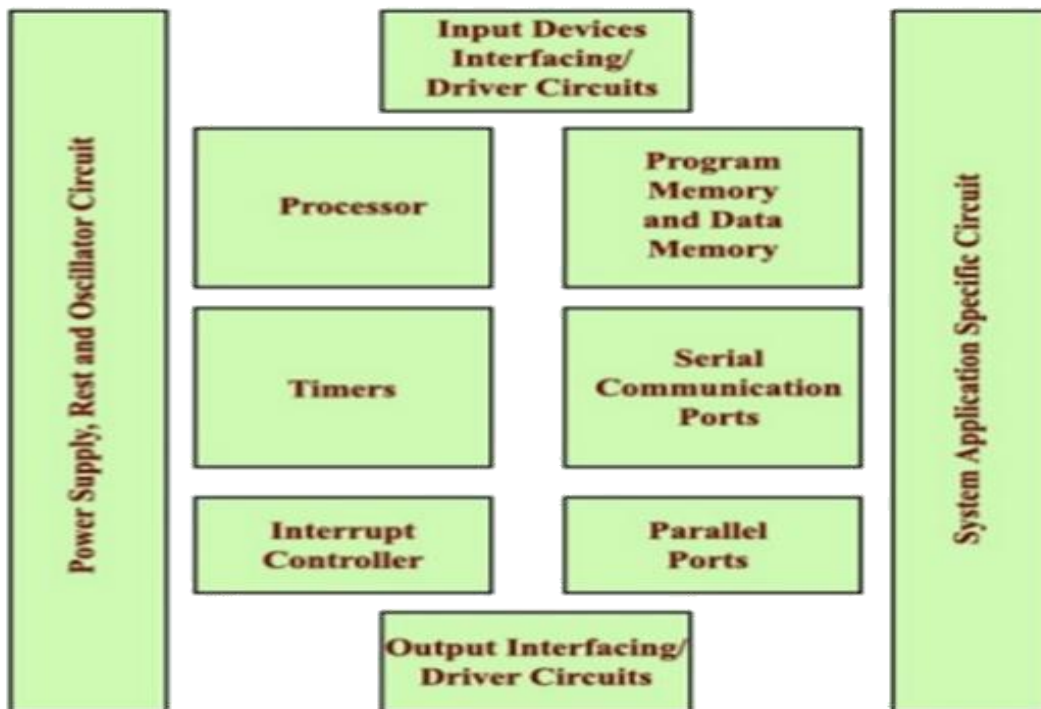 Input Devices
Interfacing/
Driver Circuits
Power Supply, Rest and Oscillator Circuit
Processor
Program
Memory
and Data
Memory
System Application Specific Circuit
Timers
Serial
Communication
Ports
Interrupt
Controller
Parallel
Ports
Output Interfacing/
Driver Circuits